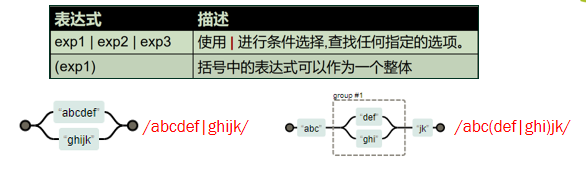 表达式 描述
exp1 | exp2 | exp3 使用 | 进行条件选择,查找任何指定的选项。
(exp1) 括号中的表达式可以作为一个整体
"abcdef"
"ghijk"
/abcdef|ghijk/
group #1
"abc"
"def"
"ghi"
"jk"
/abc(def|ghi)jk/